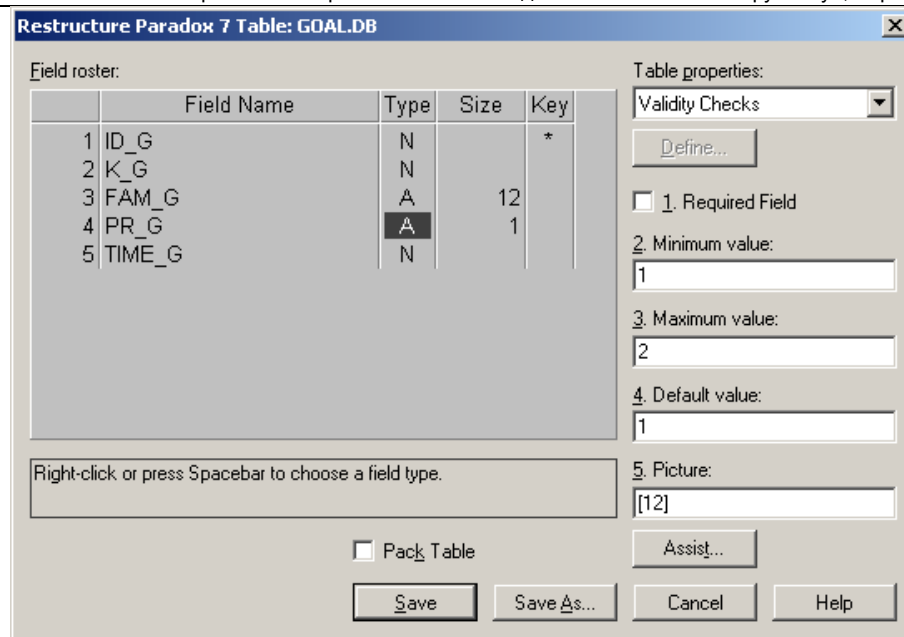 Restructure Paradox 7 Table: GOAL.DB
Field roster:
Field Name Type Size Key
1 ID_G N *
2 K_G N
3 FAM_G A 12
4 PR_G A 1
5 TIME_G N
Right-click or press Spacebar to choose a field type.
Pack Table
Table properties:
Validity Checks
Define...
1. Required Field
2. Minimum value:
1
3. Maximum value:
2
4. Default value:
1
5. Picture:
[12]
Assist...
Save Save As... Cancel Help